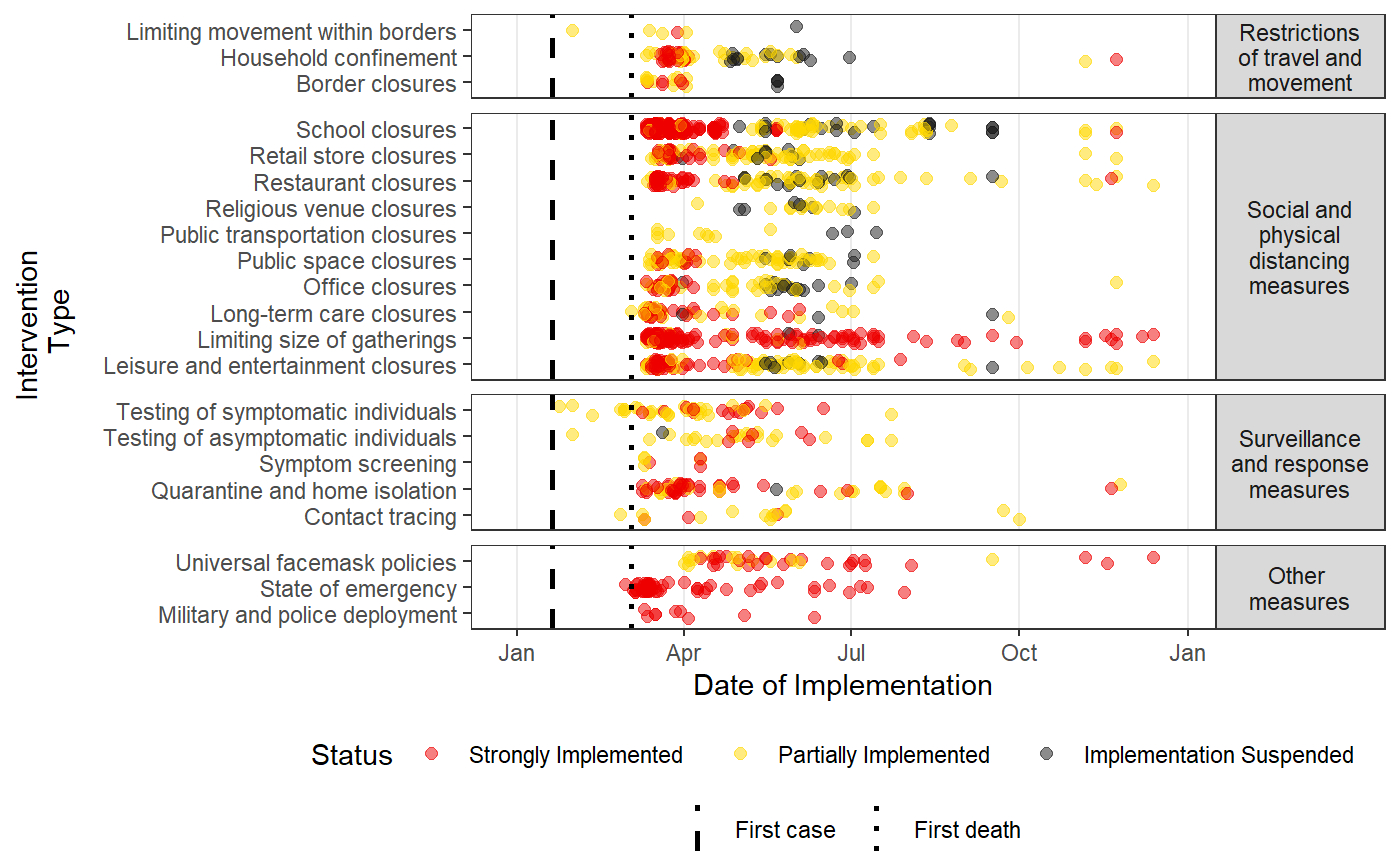 Limiting movement within borders
Household confinement
Border closures
Restrictions
of travel and
movement
School closures
Retail store closures
Restaurant closures
Religious venue closures
Public transportation closures
Public space closures
Office closures
Long-term care closures
Limiting size of gatherings
Leisure and entertainment closures
Social and
physical
distancing
measures
Testing of symptomatic individuals
Testing of asymptomatic individuals
Symptom screening
Quarantine and home isolation
Contact tracing
Surveillance
and response
measures
Universal facemask policies
State of emergency
Military and police deployment
Other
measures
Intervention
Type
Jan Apr Jul Oct Jan
Date of Implementation
Status Strongly Implemented Partially Implemented Implementation Suspended
First case First death